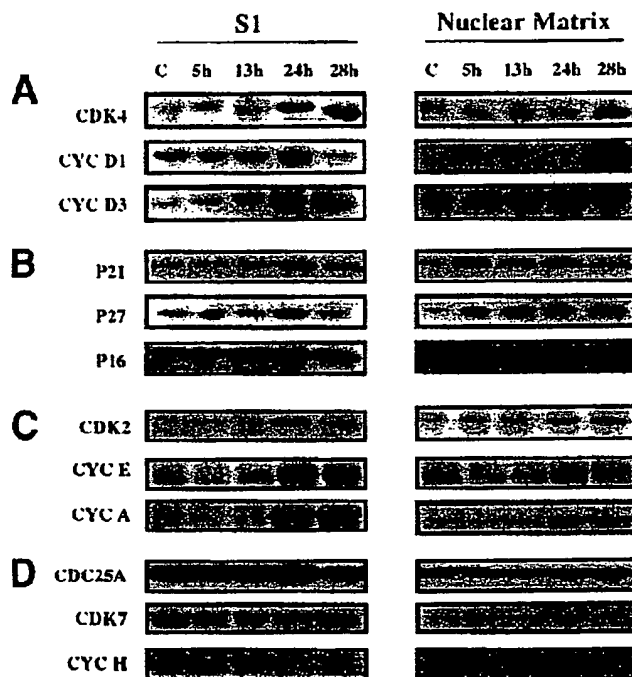 S1 Nuclear Matrix
C 5h 13h 24h 28h C 5h 13h 24h 28h
A
CDK4
CYC D1
CYC D3
B
P21
P27
P16
C
CDK2
CYC E
CYC A
D CDC25A
CDK7
CYC H